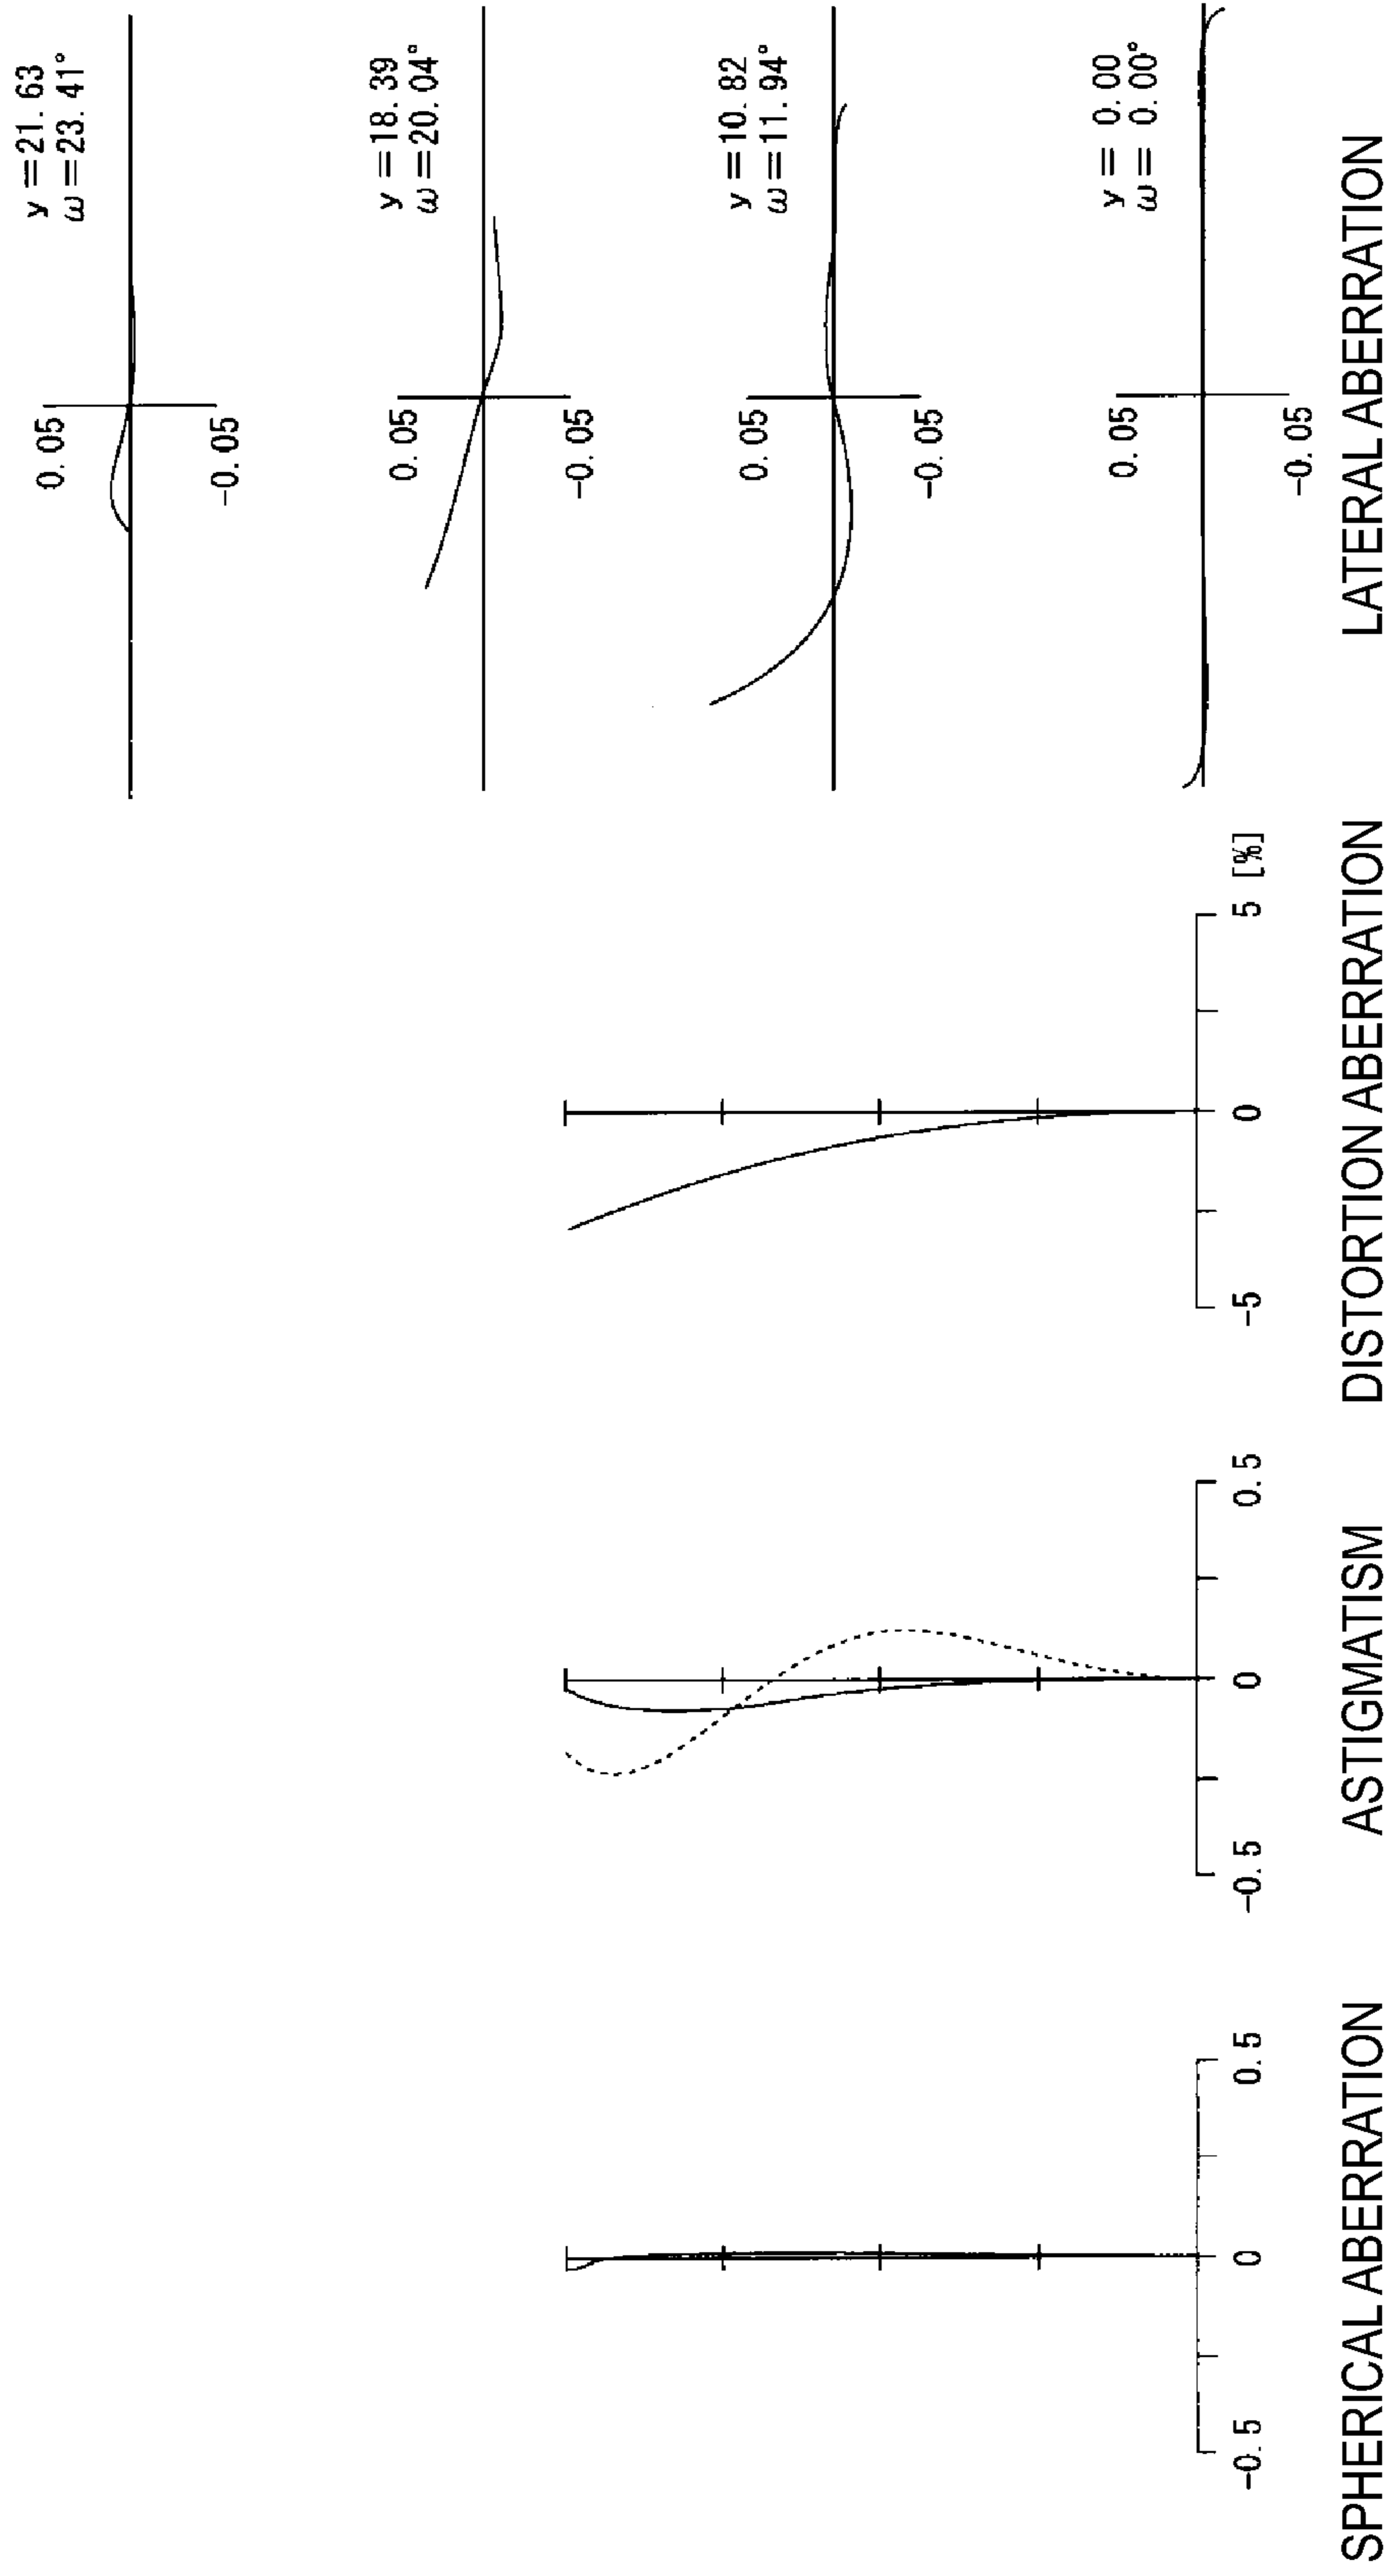 SPHERICAL ABERRATION
-0.5
0
0.5
ASTIGMATISM
-0.5
0
0.5
DISTORTION ABERRATION
-5
0
5 [%]
LATERAL ABERRATION
y=21.63
ω=23.41°
0.05
-0.05
y=18.39
ω=20.04°
0.05
-0.05
y=10.82
ω=11.94°
0.05
-0.05
y= 0.00
ω= 0.00°
0.05
-0.05